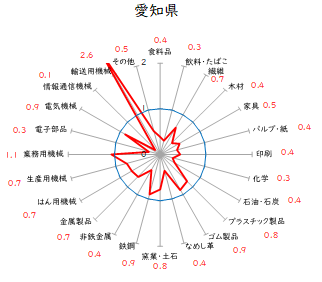 愛知県
0.4
食料品
0.3
飲料・たばこ
繊維
0.7
木材
0.4
家具
0.5
パルプ・紙
0.4
印刷
0.4
化学
0.3
石油・石炭
0.4
プラスチック製品
0.8
ゴム製品
0.9
なめし革
0.4
窯業・土石
0.8
鉄鋼
0.9
非鉄金属
0.4
金属製品
0.7
はん用機械
0.7
生産用機械
0.7
業務用機械
1.1
電子部品
0.3
電気機械
0.9
情報通信機械
0.1
輸送用機械
2.6
その他
0.5
2
1
0